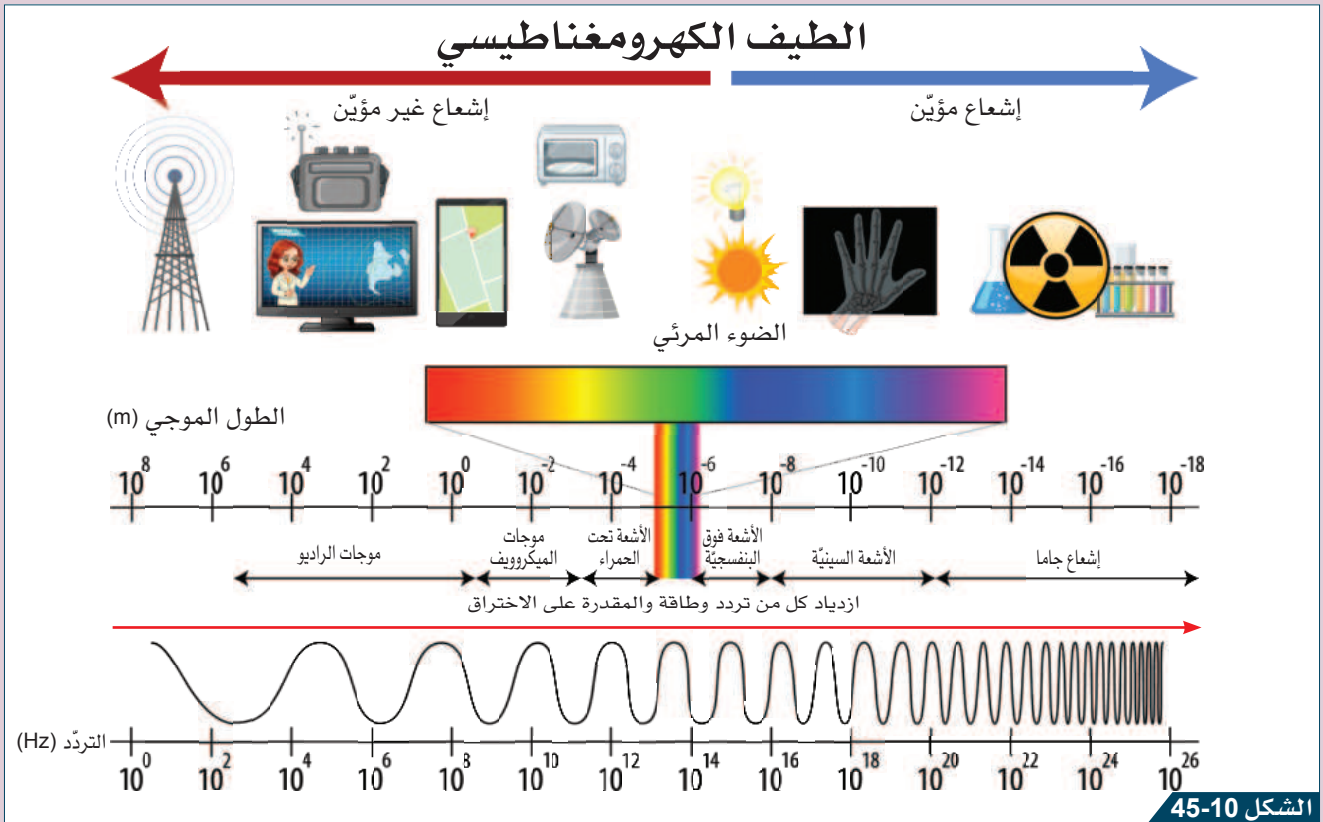 الطيف الكهرومغناطيسي
إشعاع مؤيّن
إشعاع غير مؤيّن
الضوء المرئي
الطول الموجي (m)
10^8 10^6 10^4 10^2 10^0 10^-2 10^-4 10^-6 10^-8 10^-10 10^-12 10^-14 10^-16 10^-18
موجات الراديو
موجات
الميكروويف
الأشعة تحت
الحمراء
الأشعة فوق
البنفسجيّة
الأشعة السينيّة
إشعاع جاما
ازدياد كل من تردد وطاقة والمقدرة على الاختراق
التردّد (Hz)
10^0 10^2 10^4 10^6 10^8 10^10 10^12 10^14 10^16 10^18 10^20 10^22 10^24 10^26
الشكل 10-45